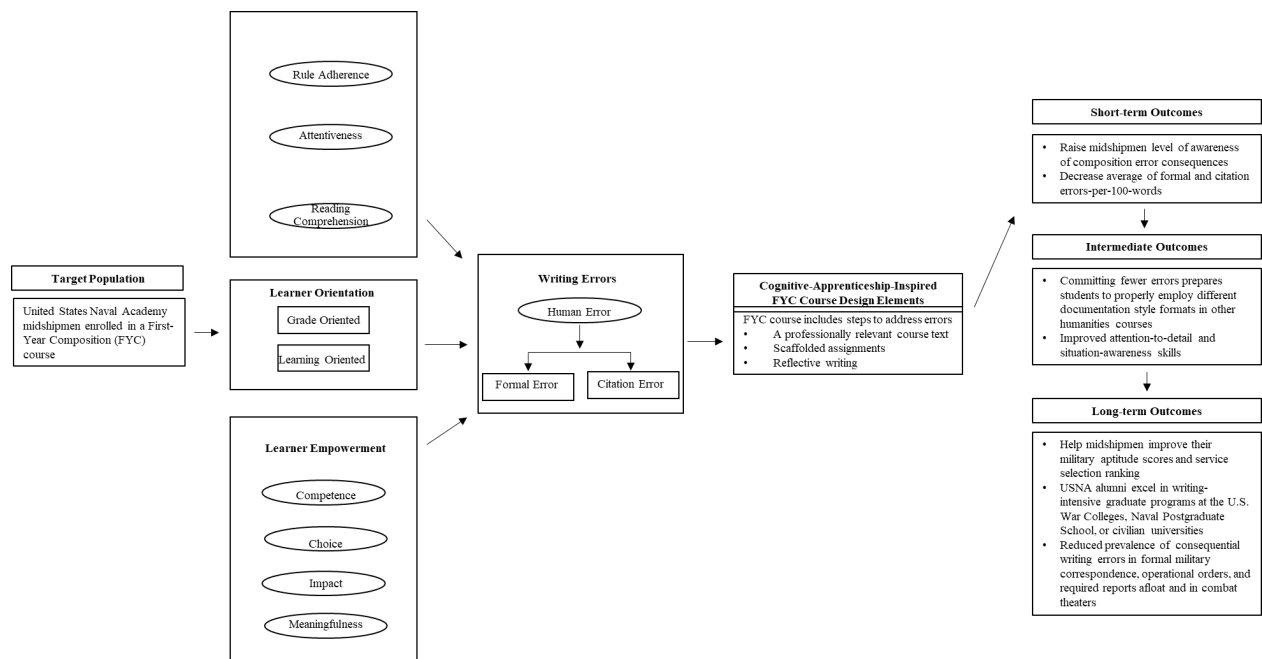 Target Population
United States Naval Academy
midshipmen enrolled in a First-
Year Composition (FYC)
course
Rule Adherence
Attentiveness
Reading
Comprehension
Learner Orientation
Grade Oriented
Learning Oriented
Learner Empowerment
Competence
Choice
Impact
Meaningfulness
Writing Errors
Human Error
Formal Error
Citation Error
Cognitive-Apprenticeship-Inspired
FYC Course Design Elements
FYC course includes steps to address errors
• A professionally relevant course text
• Scaffolded assignments
• Reflective writing
Short-term Outcomes
• Raise midshipmen level of awareness
of composition error consequences
• Decrease average of formal and citation
errors-per-100-words
Intermediate Outcomes
• Committing fewer errors prepares
students to properly employ different
documentation style formats in other
humanities courses
• Improved attention-to-detail and
situation-awareness skills
Long-term Outcomes
• Help midshipmen improve their
military aptitude scores and service
selection ranking
• USNA alumni excel in writing-
intensive graduate programs at the U.S.
War Colleges, Naval Postgraduate
School, or civilian universities
• Reduced prevalence of consequential
writing errors in formal military
correspondence, operational orders, and
required reports afloat and in combat
theaters